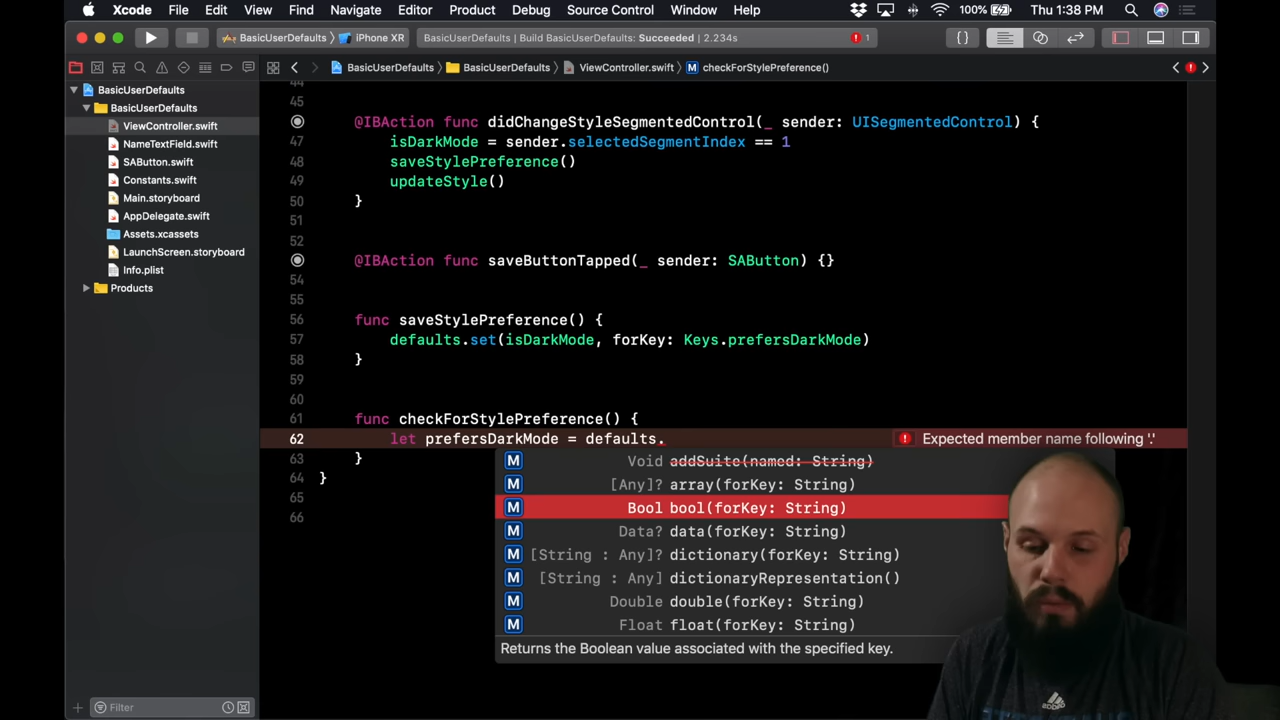 Xcode File Edit View Find Navigate Editor Product Debug Source Control Window Help 100% Thu 1:38 PM
BasicUserDefaults iPhone XR BasicUserDefaults | Build BasicUserDefaults: Succeeded | 2.234s 1 {}
BasicUserDefaults BasicUserDefaults ViewController.swift M checkForStylePreference()
BasicUserDefaults
BasicUserDefaults
ViewController.swift
NameTextField.swift
SAButton.swift
Constants.swift
Main.storyboard
AppDelegate.swift
Assets.xcassets
LaunchScreen.storyboard
Info.plist
Products
Filter
44
45
@IBAction func didChangeStyleSegmentedControl(_ sender: UISegmentedControl) {
47 isDarkMode = sender.selectedSegmentIndex == 1
48 saveStylePreference()
49 updateStyle()
50 }
51
52
@IBAction func saveButtonTapped(_ sender: SAButton) {}
54
55
56 func saveStylePreference() {
57 defaults.set(isDarkMode, forKey: Keys.prefersDarkMode)
58 }
59
60
61 func checkForStylePreference() {
62 let prefersDarkMode = defaults. Expected member name following '.'
63 }
64 }
65
66
M Void addSuite(named: String)
M [Any]? array(forKey: String)
M Bool bool(forKey: String)
M Data? data(forKey: String)
M [String : Any]? dictionary(forKey: String)
M [String : Any] dictionaryRepresentation()
M Double double(forKey: String)
M Float float(forKey: String)
Returns the Boolean value associated with the specified key.
adidas